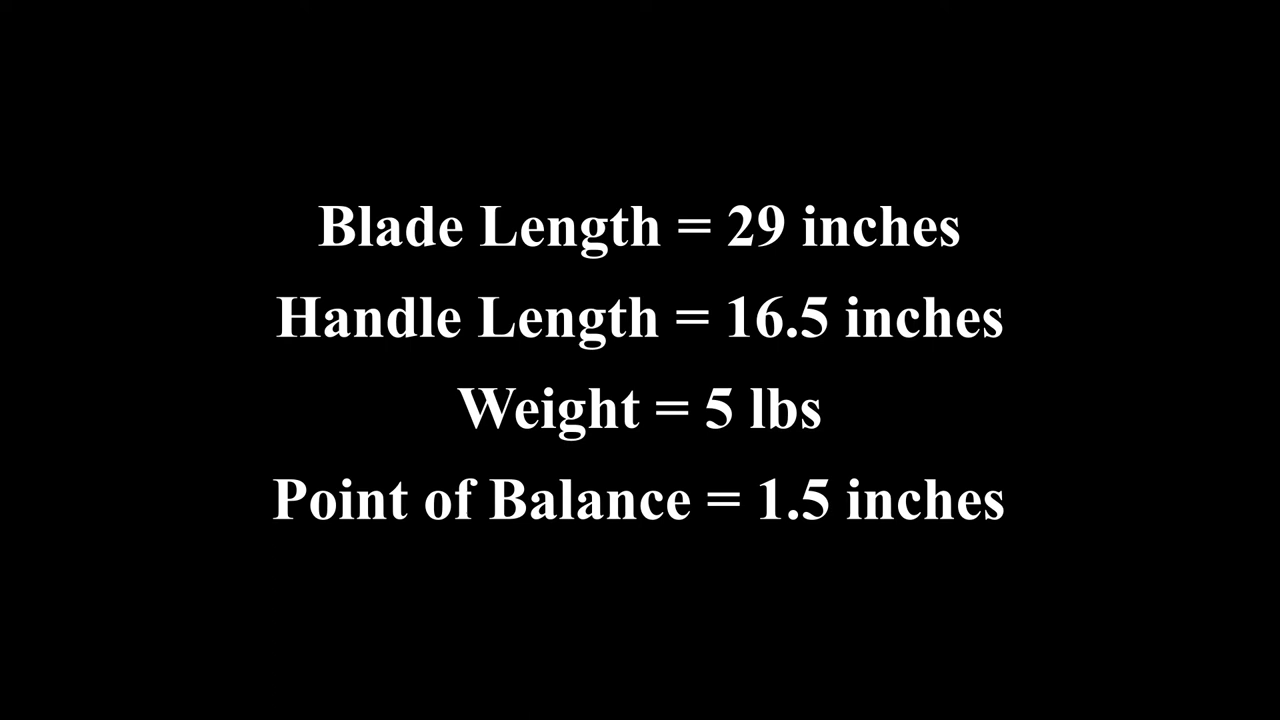 Blade Length = 29 inches
Handle Length = 16.5 inches
Weight = 5 lbs
Point of Balance = 1.5 inches